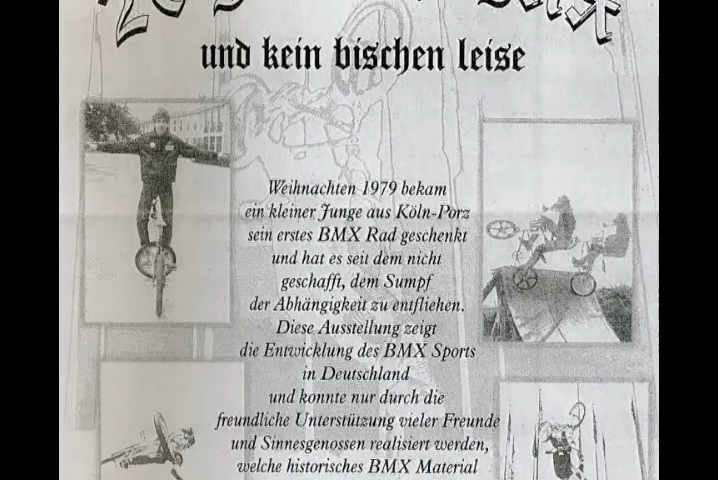 und kein bischen leise
Weihnachten 1979 bekam
ein kleiner Junge aus Köln-Porz
sein erstes BMX Rad geschenkt
und hat es seit dem nicht
geschafft, dem Sumpf
der Abhängigkeit zu entfliehen.
Diese Ausstellung zeigt
die Entwicklung des BMX Sports
in Deutschland
und konnte nur durch die
freundliche Unterstützung vieler Freunde
und Sinnesgenossen realisiert werden,
welche historisches BMX Material